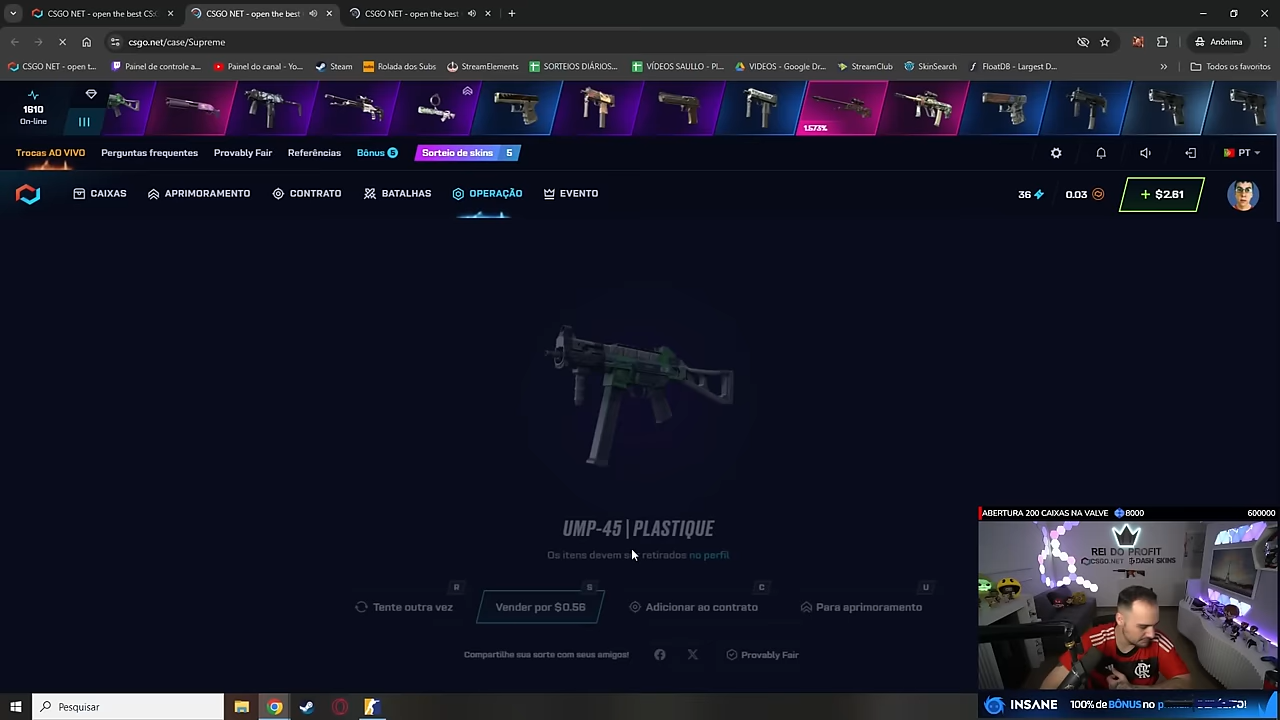 CSGO NET - open the best CS:
CSGO NET - open the best
CSGO NET - open the best
csgo.net/case/Supreme
Anônima
CSGO NET - open t...
Painel de controle a...
Painel do canal - Yo...
Steam
Rolada dos Subs
StreamElements
SORTEIOS DIÁRIOS...
VÍDEOS SAULLO - Pl...
VIDEOS - Google Dr...
StreamClub
SkinSearch
FloatDB - Largest D...
Todos os favoritos
1610
On-line
1.573%
Trocas AO VIVO
Perguntas frequentes
Provably Fair
Referências
Bônus 6
Sorteio de skins 5
PT
CAIXAS
APRIMORAMENTO
CONTRATO
BATALHAS
OPERAÇÃO
EVENTO
36
0.03
+ $2.61
UMP-45 | PLASTIQUE
Os itens devem ser retirados no perfil
R
Tente outra vez
S
Vender por $0.56
C
Adicionar ao contrato
U
Para aprimoramento
Compartilhe sua sorte com seus amigos!
Provably Fair
ABERTURA 200 CAIXAS NA VALVE 8000 600000
REI DO PROFIT
CSGO.NET DASH SKINS
INSANE
100% de BÔNUS no
Pesquisar